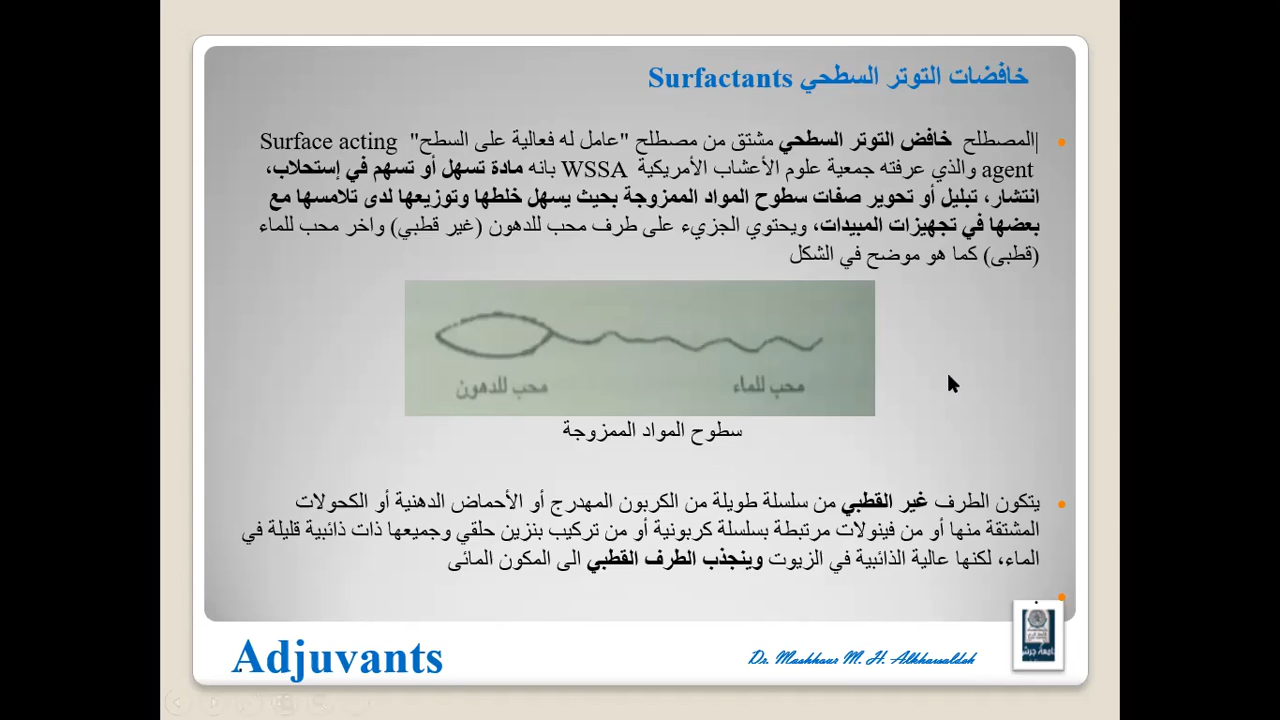 خافضات التوتر السطحي Surfactants
المصطلح خافض التوتر السطحي مشتق من مصطلح "عامل له فعالية على السطح" Surface acting
agent والذي عرفته جمعية علوم الأعشاب الأمريكية WSSA بانه مادة تسهل أو تسهم في إستحلاب،
انتشار، تبليل أو تحوير صفات سطوح المواد الممزوجة بحيث يسهل خلطها وتوزيعها لدى تلامسها مع
بعضها في تجهيزات المبيدات، ويحتوي الجزيء على طرف محب للدهون (غير قطبي) واخر محب للماء
(قطبى) كما هو موضح في الشكل
محب للدهون
محب للماء
سطوح المواد الممزوجة
يتكون الطرف غير القطبي من سلسلة طويلة من الكربون المهدرج أو الأحماض الدهنية أو الكحولات
المشتقة منها أو من فينولات مرتبطة بسلسلة كربونية أو من تركيب بنزين حلقي وجميعها ذات ذائبية قليلة في
الماء، لكنها عالية الذائبية في الزيوت وينجذب الطرف القطبي الى المكون المائى
Adjuvants
Dr. Mashhour M. H. Alkhawaldeh